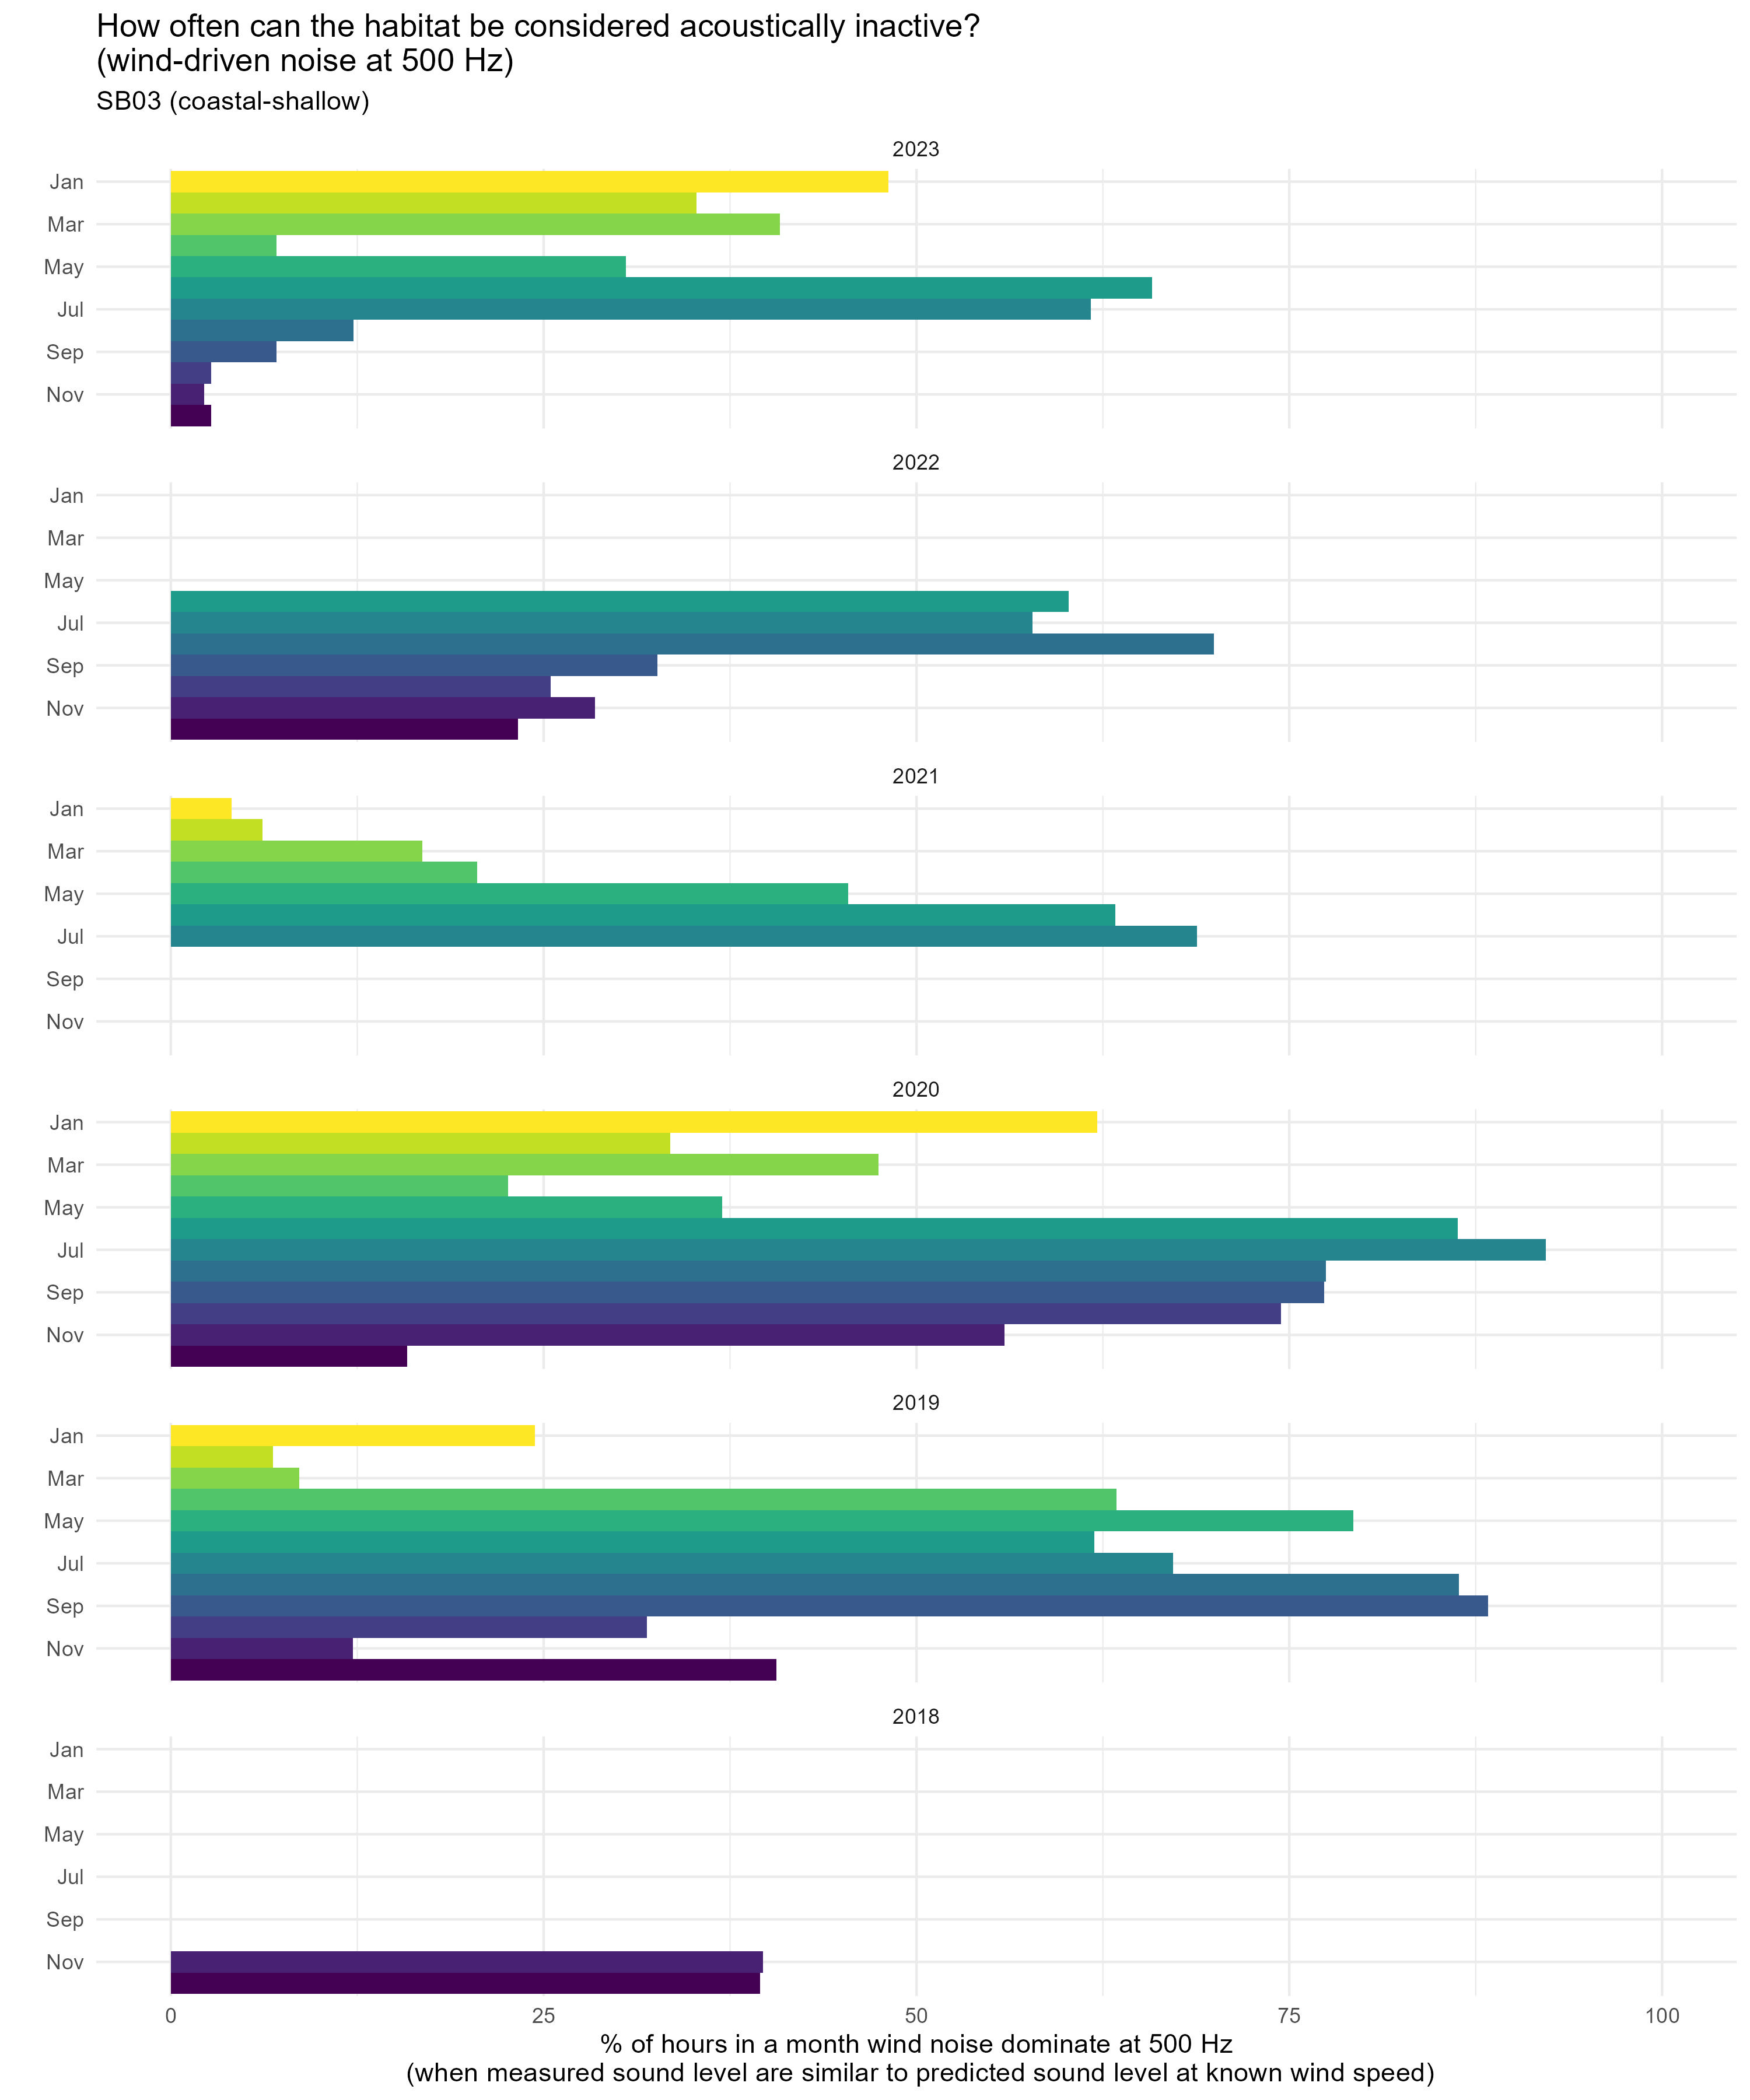 How often can the habitat be considered acoustically inactive?
(wind-driven noise at 500 Hz)
SB03 (coastal-shallow)
2023
Jan
Mar
May
Jul
Sep
Nov
2022
Jan
Mar
May
Jul
Sep
Nov
2021
Jan
Mar
May
Jul
Sep
Nov
2020
Jan
Mar
May
Jul
Sep
Nov
2019
Jan
Mar
May
Jul
Sep
Nov
2018
Jan
Mar
May
Jul
Sep
Nov
0 25 50 75 100
% of hours in a month wind noise dominate at 500 Hz
(when measured sound level are similar to predicted sound level at known wind speed)